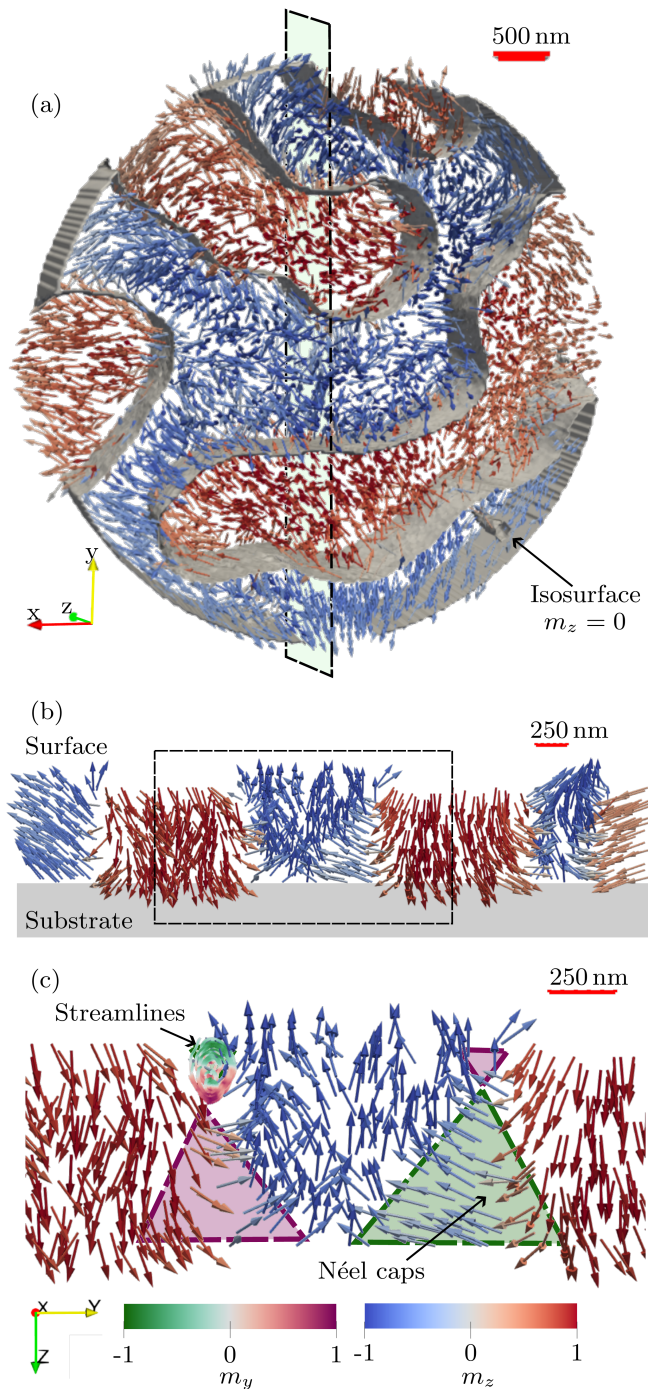 500 nm
(a)
y
z
x
Isosurface
m_z = 0
(b)
250 nm
Surface
Substrate
(c)
250 nm
Streamlines
Néel caps
x
Y
Z
-1 0 1
m_y
-1 0 1
m_z